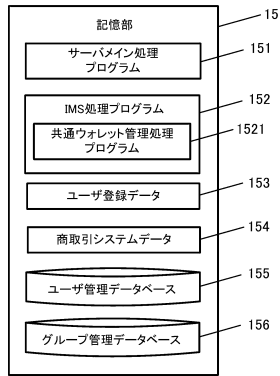 記憶部
15
サーバメイン処理
プログラム
151
IMS処理プログラム
152
共通ウォレット管理処理
プログラム
1521
ユーザ登録データ
153
商取引システムデータ
154
ユーザ管理データベース
155
グループ管理データベース
156